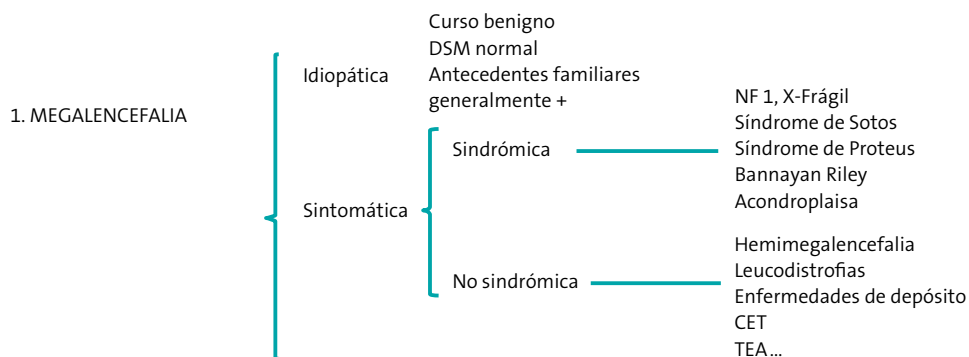 1. MEGALENCEFALIA
Idiopática
Curso benigno
DSM normal
Antecedentes familiares
generalmente +
Sintomática
Sindrómica
NF 1, X-Frágil
Síndrome de Sotos
Síndrome de Proteus
Bannayan Riley
Acondroplaisa
No sindrómica
Hemimegalencefalia
Leucodistrofias
Enfermedades de depósito
CET
TEA...